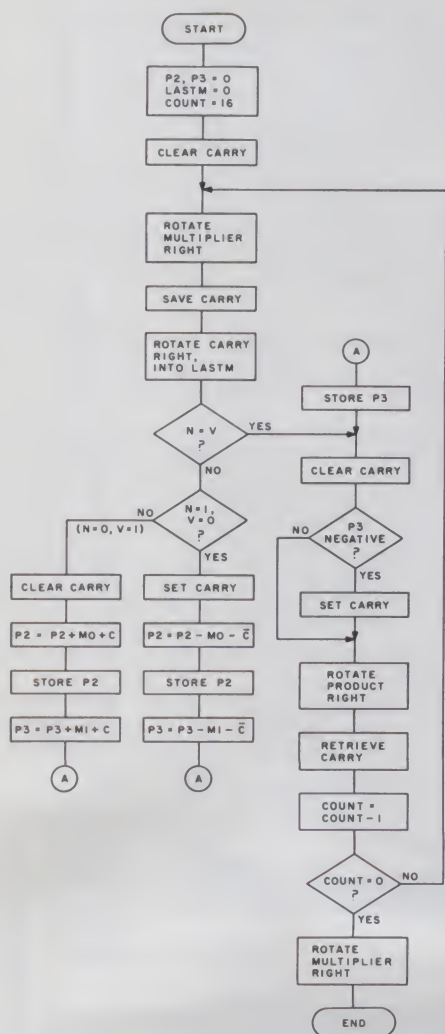 START
P2, P3 = 0
LASTM = 0
COUNT = 16
CLEAR CARRY
ROTATE
MULTIPLIER
RIGHT
SAVE CARRY
ROTATE CARRY
RIGHT,
INTO LASTM
N = V
?
YES
NO
N=1,
V=0
?
NO
(N=0, V=1)
YES
CLEAR CARRY
P2 = P2+M0+C
STORE P2
P3 = P3+M1+C
A
SET CARRY
P2 = P2-M0-C̅
STORE P2
P3 = P3-M1-C̅
A
A
STORE P3
CLEAR CARRY
P3
NEGATIVE
?
NO
YES
SET CARRY
ROTATE
PRODUCT
RIGHT
RETRIEVE
CARRY
COUNT =
COUNT-1
COUNT = 0
?
NO
YES
ROTATE
MULTIPLIER
RIGHT
END